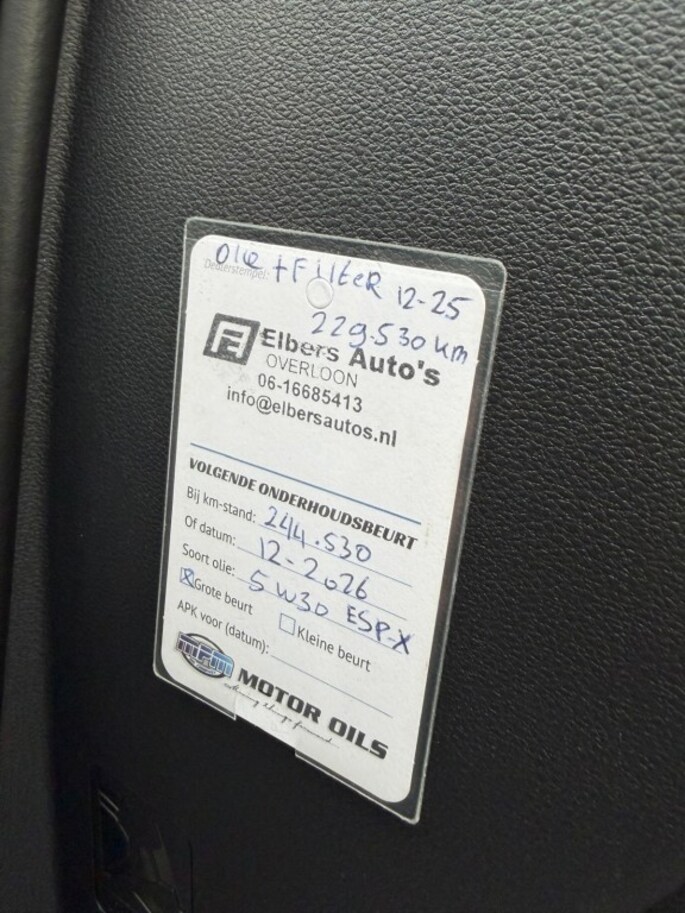 Olie + Filter 12-25
Dealerstempel:
229.530 km
Elbers Auto's
OVERLOON
06-16685413
info@elbersautos.nl
VOLGENDE ONDERHOUDSBEURT
Bij km-stand: 244.530
Of datum: 12-2026
Soort olie: 5W30 ESP-X
Grote beurt Kleine beurt
APK voor (datum):
MOTOR OILS